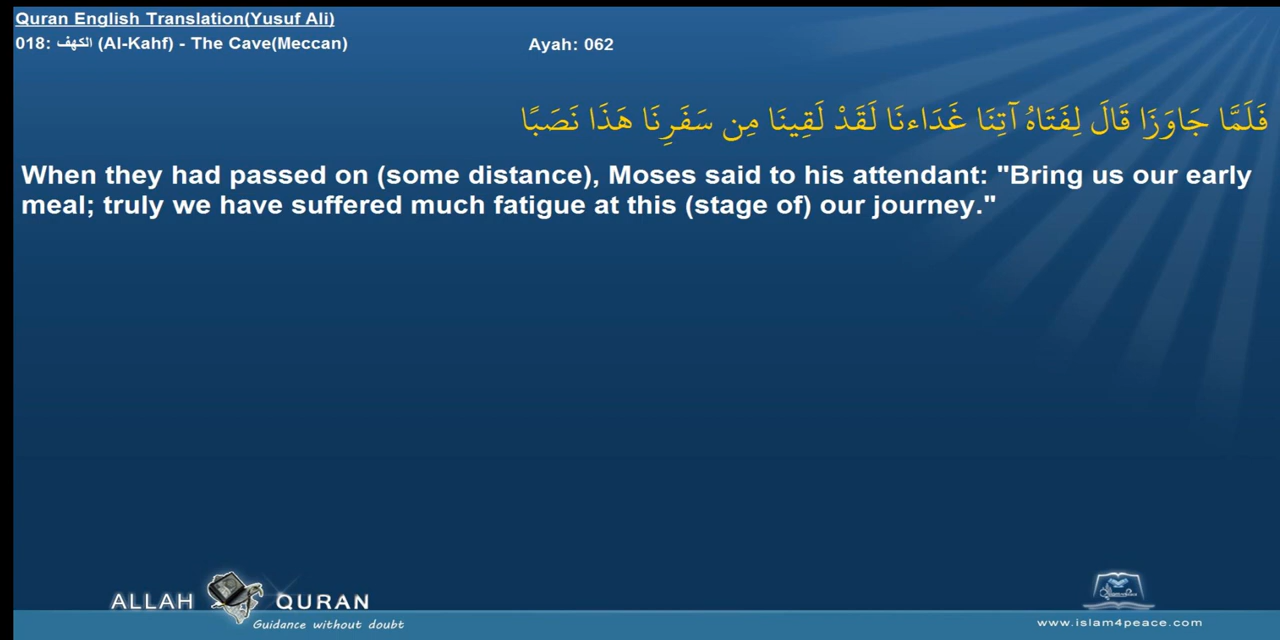 Quran English Translation(Yusuf Ali)
018: الكهف (Al-Kahf) - The Cave(Meccan)
Ayah: 062
فَلَمَّا جَاوَزَا قَالَ لِفَتَاهُ آتِنَا غَدَاءنَا لَقَدْ لَقِينَا مِن سَفَرِنَا هَذَا نَصَبًا
When they had passed on (some distance), Moses said to his attendant: "Bring us our early
meal; truly we have suffered much fatigue at this (stage of) our journey."
ALLAH QURAN
Guidance without doubt
www.islam4peace.com